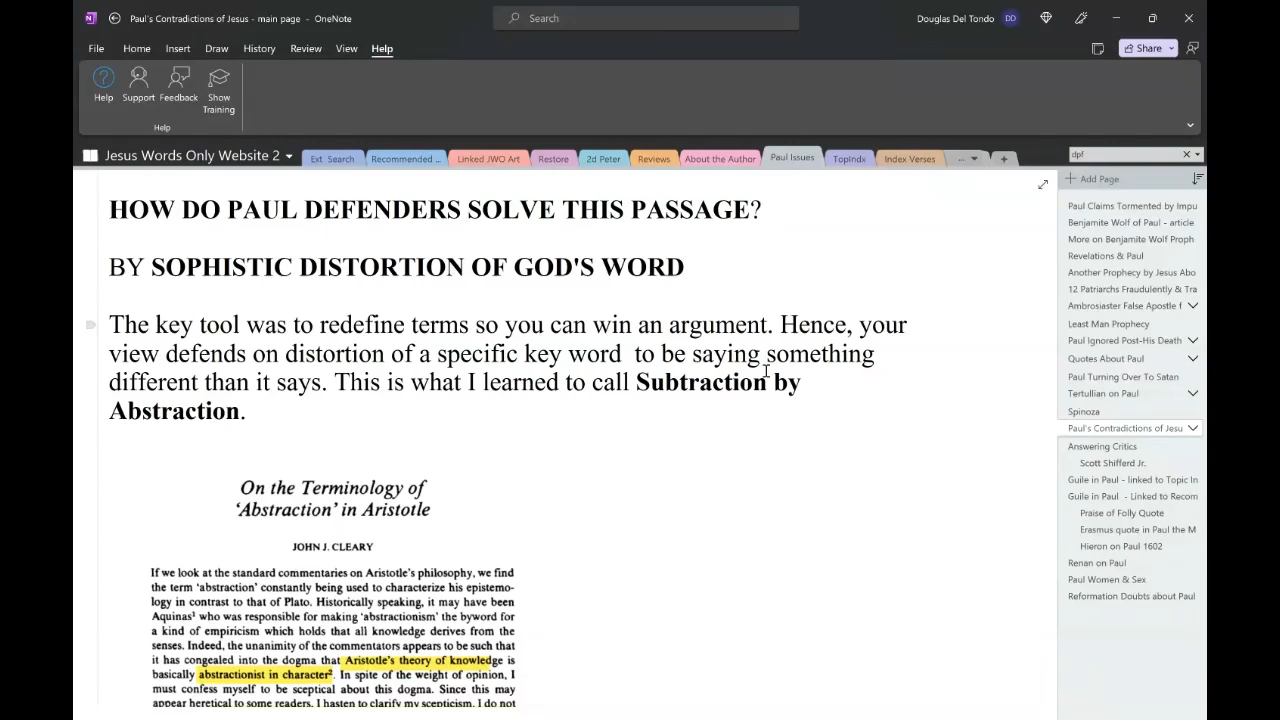 Paul's Contradictions of Jesus - main page - OneNote
Search
Douglas Del Tondo
DD
File Home Insert Draw History Review View Help
Share
Help Support Feedback Show
Training
Help
Jesus Words Only Website 2
Ext Search Recommended ... Linked JWO Art Restore 2d Peter Reviews About the Author Paul Issues TopIndx Index Verses ... +
dpf
Add Page
HOW DO PAUL DEFENDERS SOLVE THIS PASSAGE?
BY SOPHISTIC DISTORTION OF GOD'S WORD
The key tool was to redefine terms so you can win an argument. Hence, your
view defends on distortion of a specific key word to be saying something
different than it says. This is what I learned to call Subtraction by
Abstraction.
On the Terminology of
'Abstraction' in Aristotle
JOHN J. CLEARY
If we look at the standard commentaries on Aristotle's philosophy, we find
the term 'abstraction' constantly being used to characterize his epistemo-
logy in contrast to that of Plato. Historically speaking, it may have been
Aquinas¹ who was responsible for making 'abstractionism' the byword for
a kind of empiricism which holds that all knowledge derives from the
senses. Indeed, the unanimity of the commentators appears to be such that
it has congealed into the dogma that Aristotle's theory of knowledge is
basically abstractionist in character². In spite of the weight of opinion, I
must confess myself to be sceptical about this dogma. Since this may
appear heretical to some readers, I hasten to clarify my scepticism. I do not
Paul Claims Tormented by Impu
Benjamite Wolf of Paul - article
More on Benjamite Wolf Proph
Revelations & Paul
Another Prophecy by Jesus Abo
12 Patriarchs Fraudulently & Tra
Ambrosiaster False Apostle f
Least Man Prophecy
Paul Ignored Post-His Death
Quotes About Paul
Paul Turning Over To Satan
Tertullian on Paul
Spinoza
Paul's Contradictions of Jesu
Answering Critics
Scott Shifferd Jr.
Guile in Paul - linked to Topic In
Guile in Paul - Linked to Recom
Praise of Folly Quote
Erasmus quote in Paul the M
Hieron on Paul 1602
Renan on Paul
Paul Women & Sex
Reformation Doubts about Paul